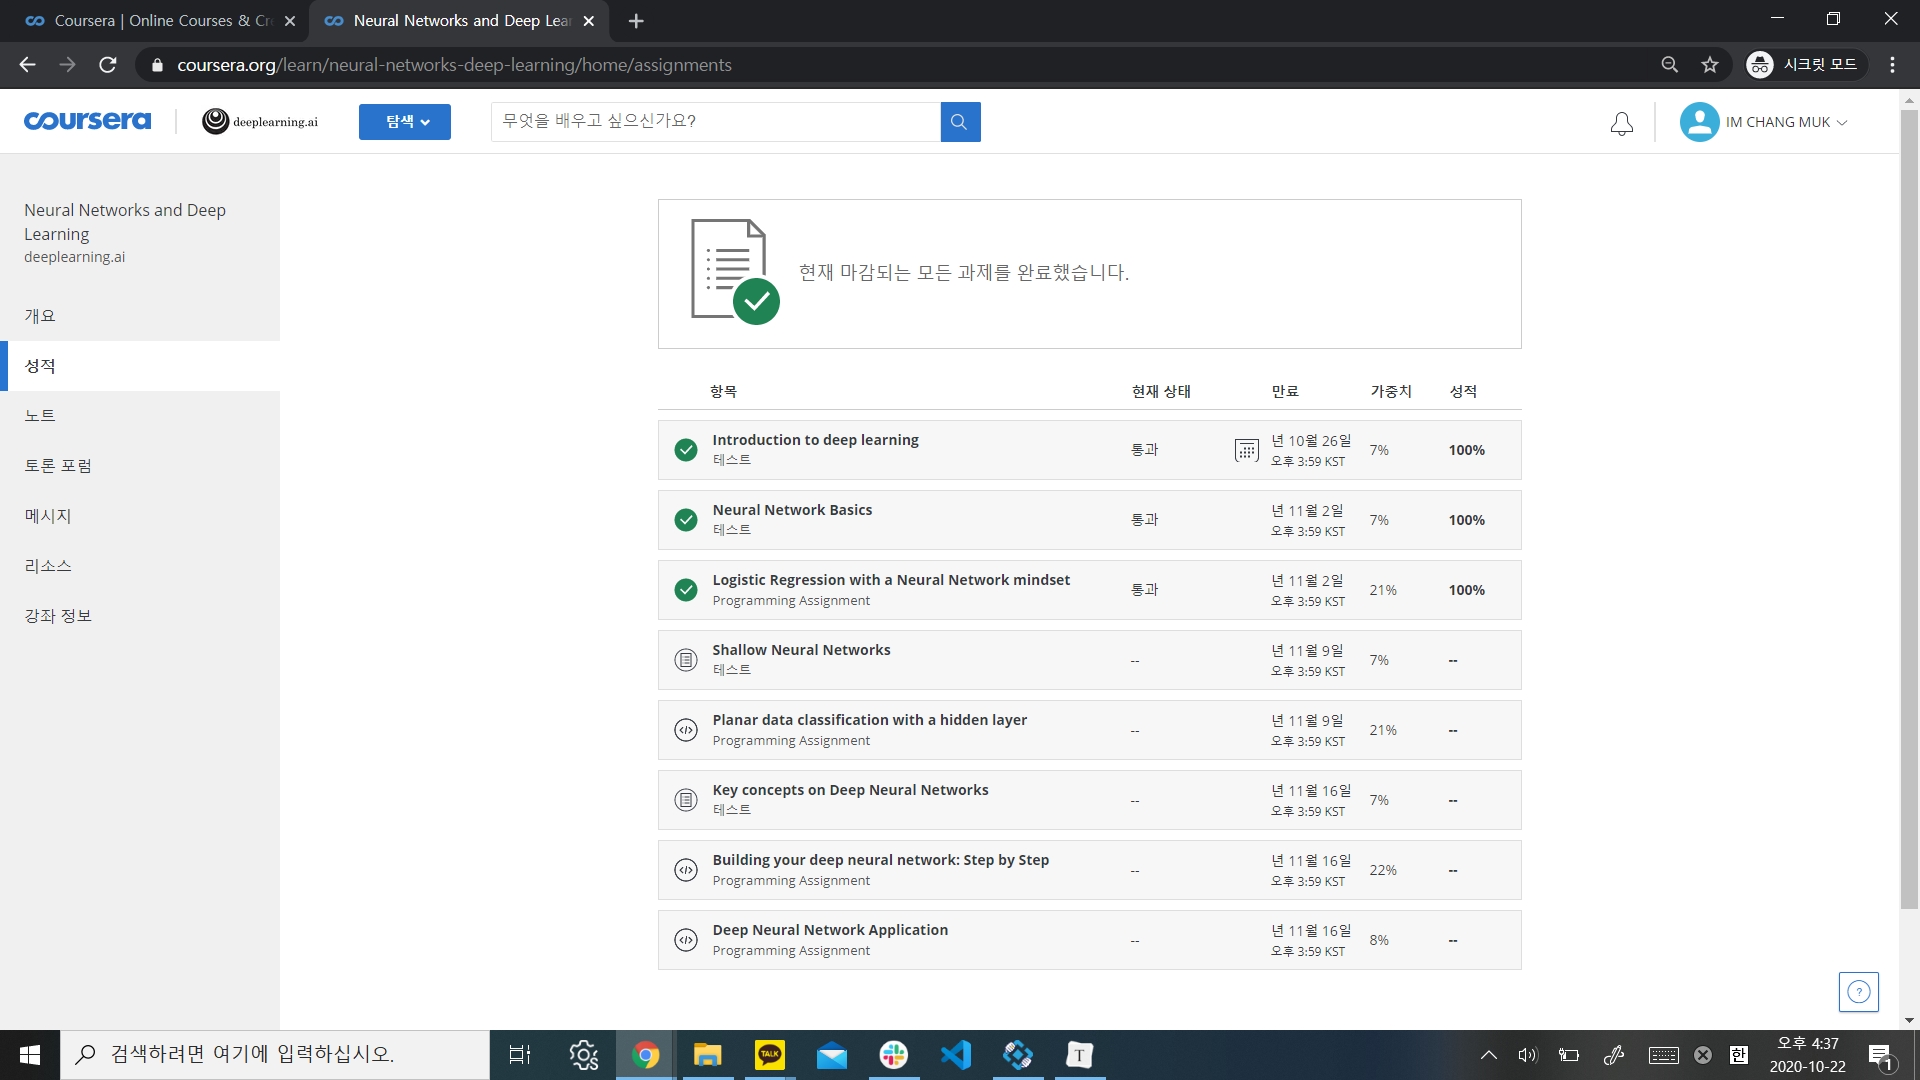 Coursera | Online Courses & Cr
Neural Networks and Deep Lear
coursera.org/learn/neural-networks-deep-learning/home/assignments
시크릿 모드
coursera
deeplearning.ai
탐색
무엇을 배우고 싶으신가요?
IM CHANG MUK
Neural Networks and Deep
Learning
deeplearning.ai
개요
성적
노트
토론 포럼
메시지
리소스
강좌 정보
현재 마감되는 모든 과제를 완료했습니다.
항목 현재 상태 만료 가중치 성적
Introduction to deep learning
테스트
통과
년 10월 26일
오후 3:59 KST
7%
100%
Neural Network Basics
테스트
통과
년 11월 2일
오후 3:59 KST
7%
100%
Logistic Regression with a Neural Network mindset
Programming Assignment
통과
년 11월 2일
오후 3:59 KST
21%
100%
Shallow Neural Networks
테스트
--
년 11월 9일
오후 3:59 KST
7%
--
Planar data classification with a hidden layer
Programming Assignment
--
년 11월 9일
오후 3:59 KST
21%
--
Key concepts on Deep Neural Networks
테스트
--
년 11월 16일
오후 3:59 KST
7%
--
Building your deep neural network: Step by Step
Programming Assignment
--
년 11월 16일
오후 3:59 KST
22%
--
Deep Neural Network Application
Programming Assignment
--
년 11월 16일
오후 3:59 KST
8%
--
?
검색하려면 여기에 입력하십시오.
TALK
T
한
오후 4:37
2020-10-22
1